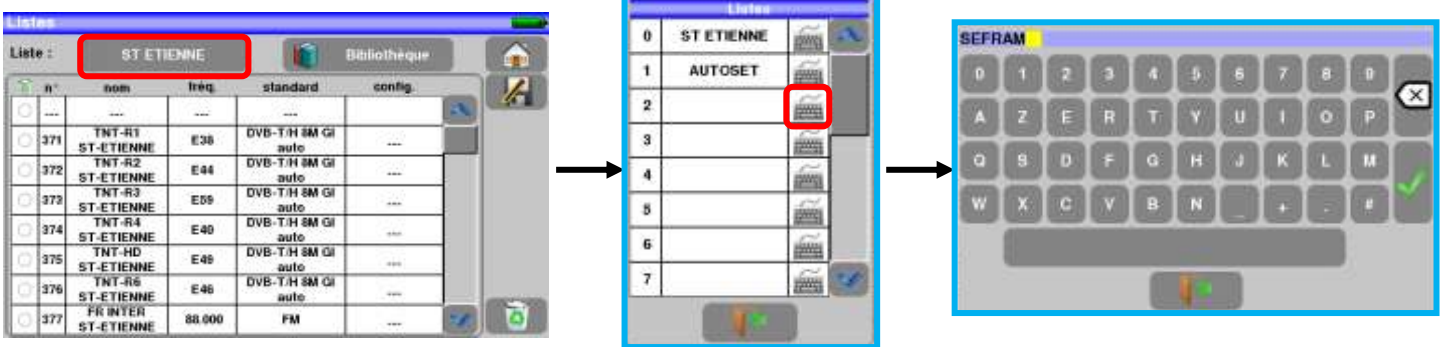 Listes
Liste : ST ETIENNE Bibliothèque
n° nom fréq. standard config.
--- --- --- --- ---
371 TNT-R1 ST-ETIENNE E38 DVB-T/H 8M GI auto ---
372 TNT-R2 ST-ETIENNE E44 DVB-T/H 8M GI auto ---
373 TNT-R3 ST-ETIENNE E59 DVB-T/H 8M GI auto ---
374 TNT-R4 ST-ETIENNE E40 DVB-T/H 8M GI auto ---
375 TNT-HD ST-ETIENNE E49 DVB-T/H 8M GI auto ---
376 TNT-R6 ST-ETIENNE E46 DVB-T/H 8M GI auto ---
377 FR INTER ST-ETIENNE 88.000 FM ---
Listes
0 ST ETIENNE
1 AUTOSET
2
3
4
5
6
7
SEFRAM
0 1 2 3 4 5 6 7 8 9
A Z E R T Y U I O P
Q S D F G H J K L M
W X C V B N _ + . #